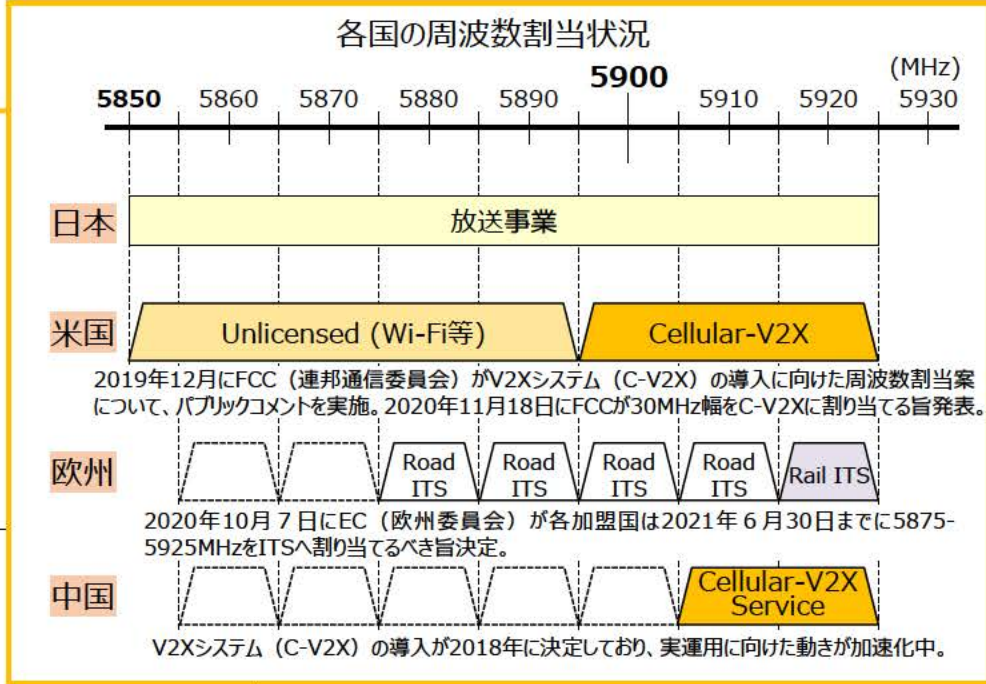 各国の周波数割当状況
(MHz)
5850 5860 5870 5880 5890 5900 5910 5920 5930
日本
放送事業
米国
Unlicensed (Wi-Fi等)
Cellular-V2X
2019年12月にFCC（連邦通信委員会）がV2Xシステム（C-V2X）の導入に向けた周波数割当案
について、パブリックコメントを実施。2020年11月18日にFCCが30MHz幅をC-V2Xに割り当てる旨発表。
欧州
Road
ITS
Road
ITS
Road
ITS
Road
ITS
Rail ITS
2020年10月７日にEC（欧州委員会）が各加盟国は2021年６月30日までに5875-
5925MHzをITSへ割り当てるべき旨決定。
中国
Cellular-V2X
Service
V2Xシステム（C-V2X）の導入が2018年に決定しており、実運用に向けた動きが加速化中。